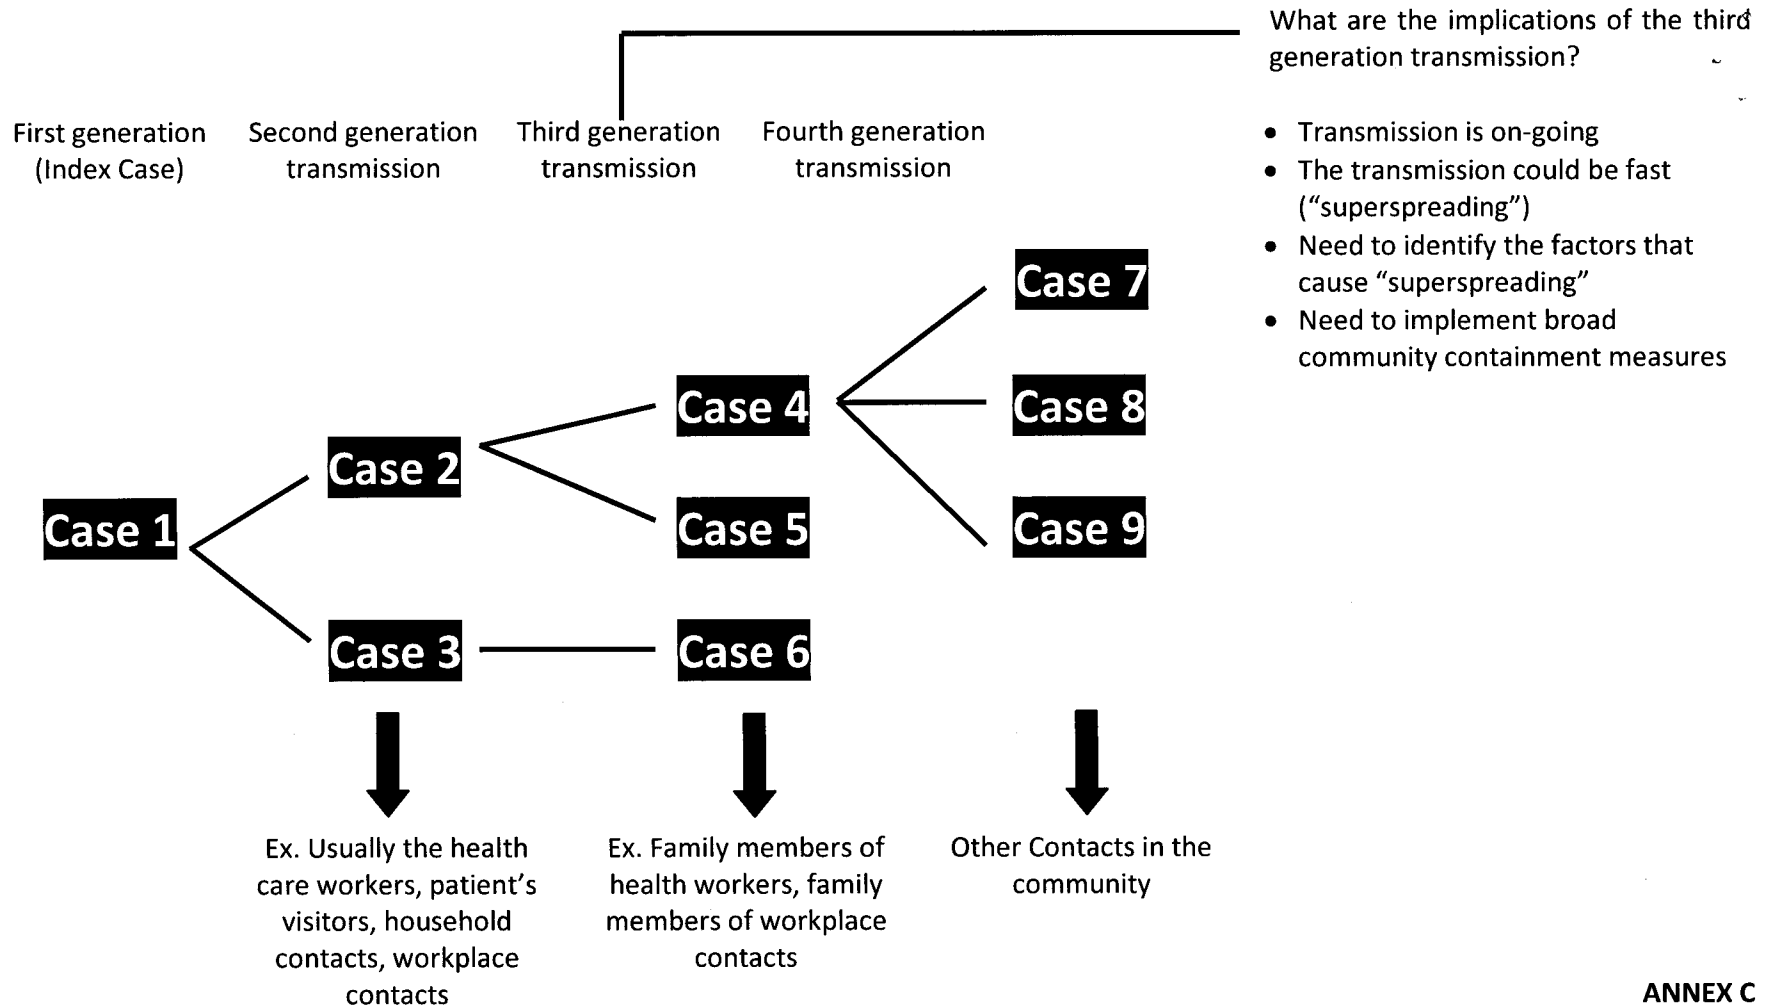 What are the implications of the third
generation transmission?
First generation
(Index Case)
Second generation
transmission
Third generation
transmission
Fourth generation
transmission
• Transmission is on-going
• The transmission could be fast
("superspreading")
• Need to identify the factors that
cause "superspreading"
• Need to implement broad
community containment measures
Case 1
Case 2
Case 3
Case 4
Case 5
Case 6
Case 7
Case 8
Case 9
Ex. Usually the health
care workers, patient's
visitors, household
contacts, workplace
contacts
Ex. Family members of
health workers, family
members of workplace
contacts
Other Contacts in the
community
ANNEX C